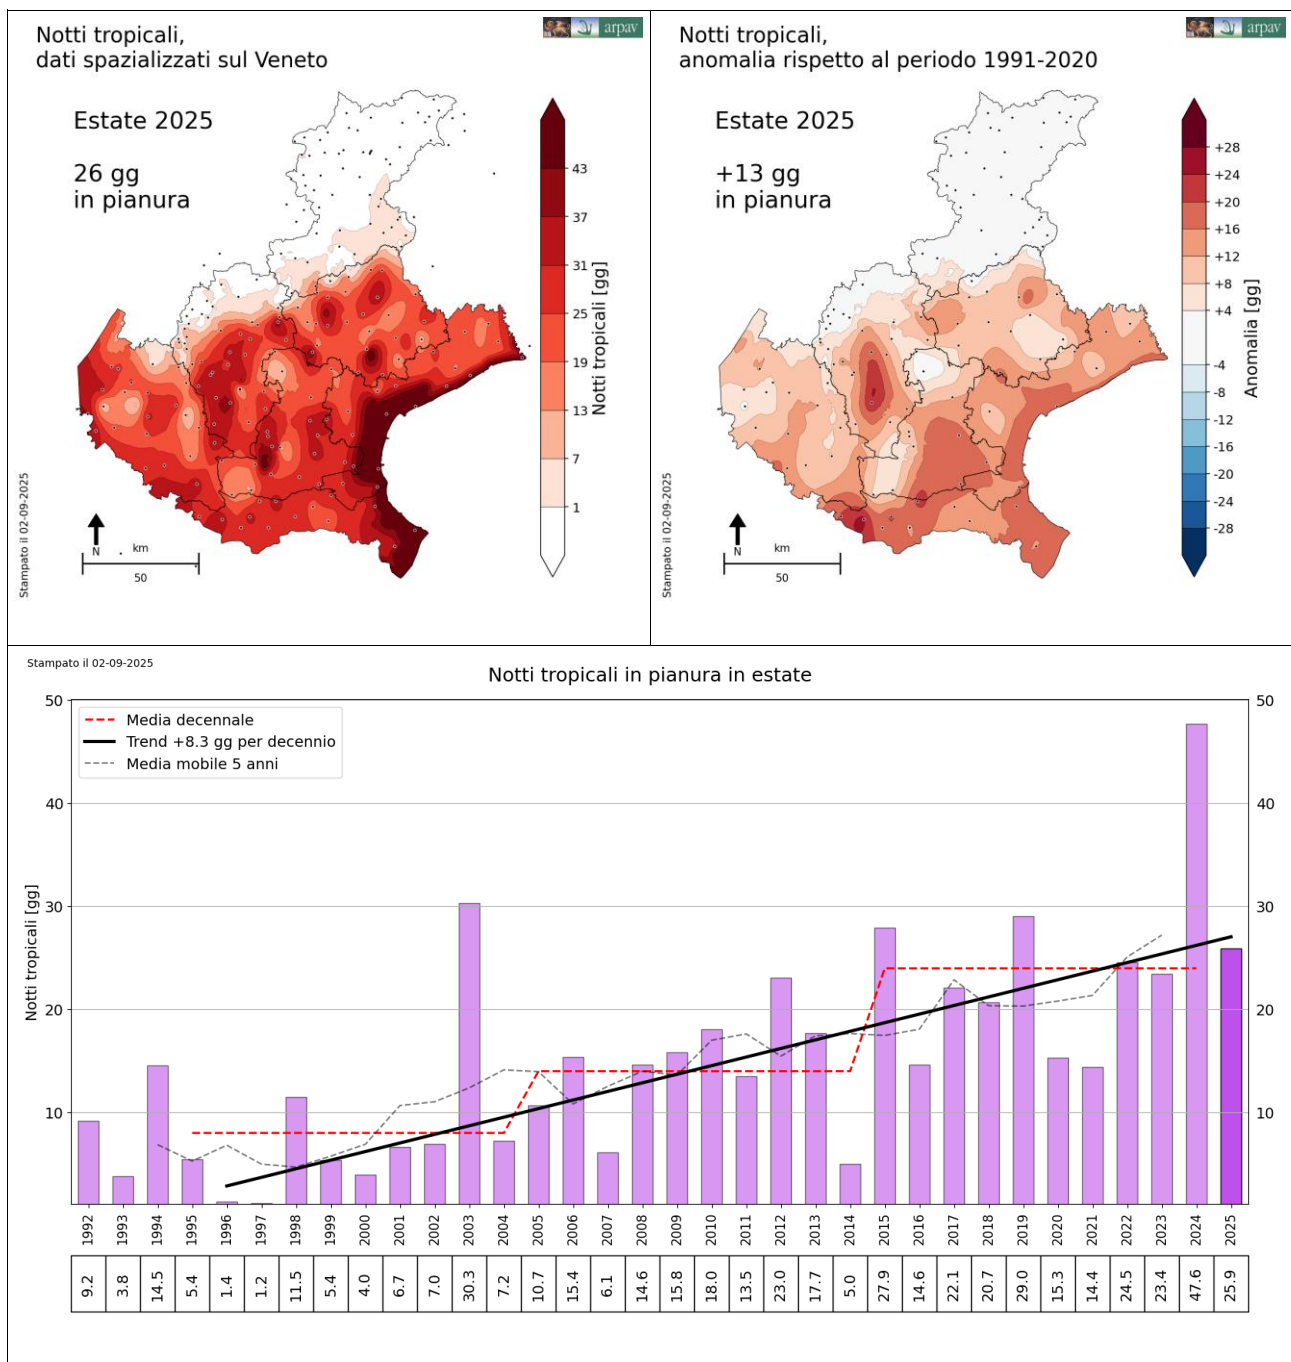 Notti tropicali,
dati spazializzati sul Veneto
arpav
Estate 2025
26 gg
in pianura
43
37
31
25
19
13
7
1
Notti tropicali [gg]
Stampato il 02-09-2025
N
km
50
Notti tropicali,
anomalia rispetto al periodo 1991-2020
arpav
Estate 2025
+13 gg
in pianura
+28
+24
+20
+16
+12
+8
+4
-4
-8
-12
-16
-20
-24
-28
Anomalia [gg]
Stampato il 02-09-2025
N
km
50
Stampato il 02-09-2025
Notti tropicali in pianura in estate
Media decennale
Trend +8.3 gg per decennio
Media mobile 5 anni
Notti tropicali [gg]
50 50
40 40
30 30
20 20
10 10
1992 1993 1994 1995 1996 1997 1998 1999 2000 2001 2002 2003 2004 2005 2006 2007 2008 2009 2010 2011 2012 2013 2014 2015 2016 2017 2018 2019 2020 2021 2022 2023 2024 2025
9.2 3.8 14.5 5.4 1.4 1.2 11.5 5.4 4.0 6.7 7.0 30.3 7.2 10.7 15.4 6.1 14.6 15.8 18.0 13.5 23.0 17.7 5.0 27.9 14.6 22.1 20.7 29.0 15.3 14.4 24.5 23.4 47.6 25.9